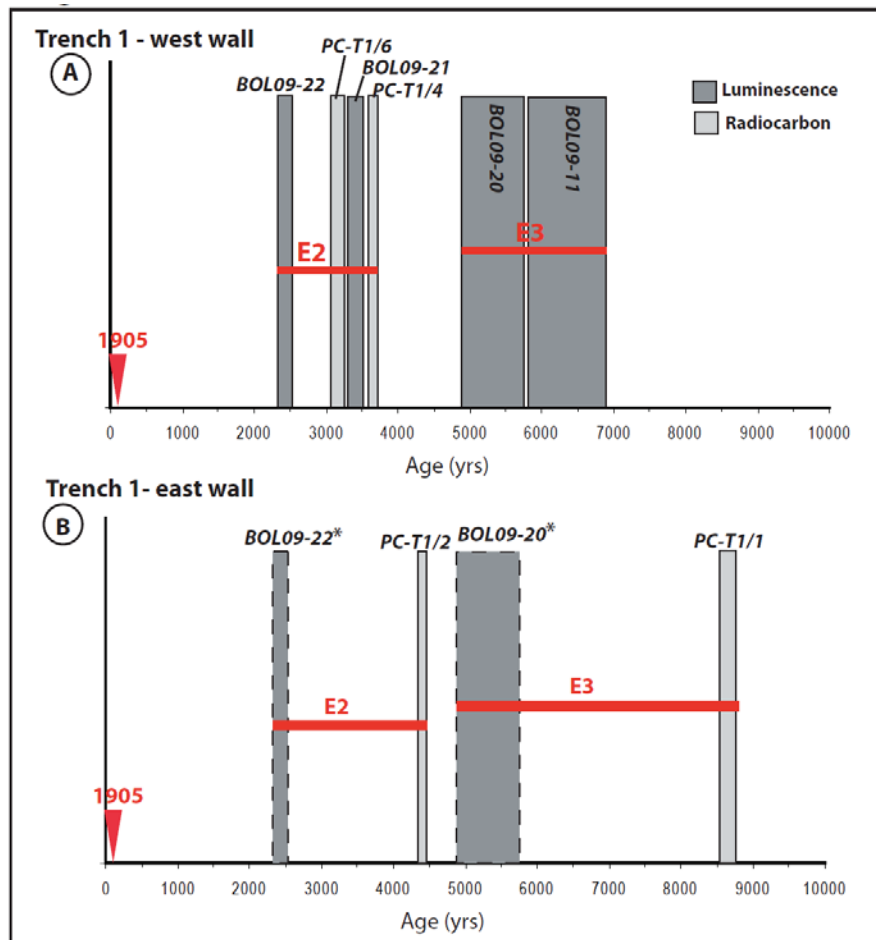 Trench 1 - west wall
A
PC-T1/6
BOL09-21
BOL09-22
PC-T1/4
Luminescence
Radiocarbon
BOL09-20
BOL09-11
E2
E3
1905
0 1000 2000 3000 4000 5000 6000 7000 8000 9000 10000
Age (yrs)
Trench 1- east wall
B
BOL09-22*
PC-T1/2
BOL09-20*
PC-T1/1
E3
E2
1905
0 1000 2000 3000 4000 5000 6000 7000 8000 9000 10000
Age (yrs)